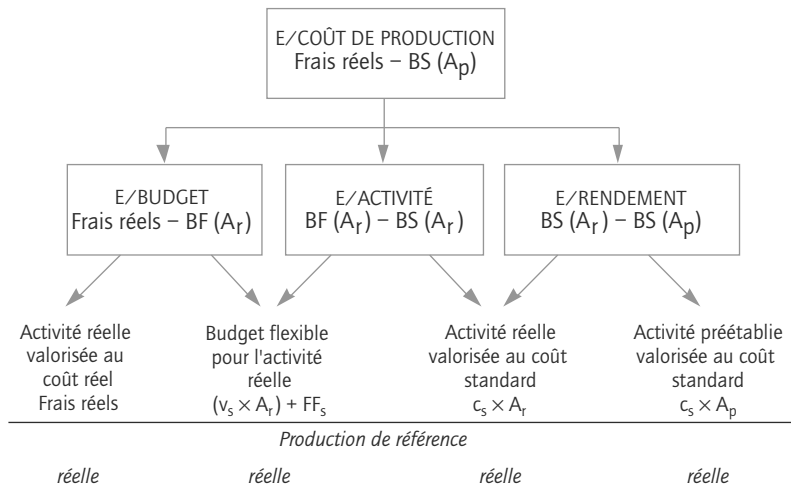 E/COÛT DE PRODUCTION
Frais réels – BS (Ap)
E/BUDGET
Frais réels – BF (Ar)
E/ACTIVITÉ
BF (Ar) – BS (Ar)
E/RENDEMENT
BS (Ar) – BS (Ap)
Activité réelle
valorisée au
coût réel
Frais réels
Budget flexible
pour l'activité
réelle
(vs × Ar) + FFs
Activité réelle
valorisée au coût
standard
cs × Ar
Activité préétablie
valorisée au coût
standard
cs × Ap
Production de référence
réelle réelle réelle réelle